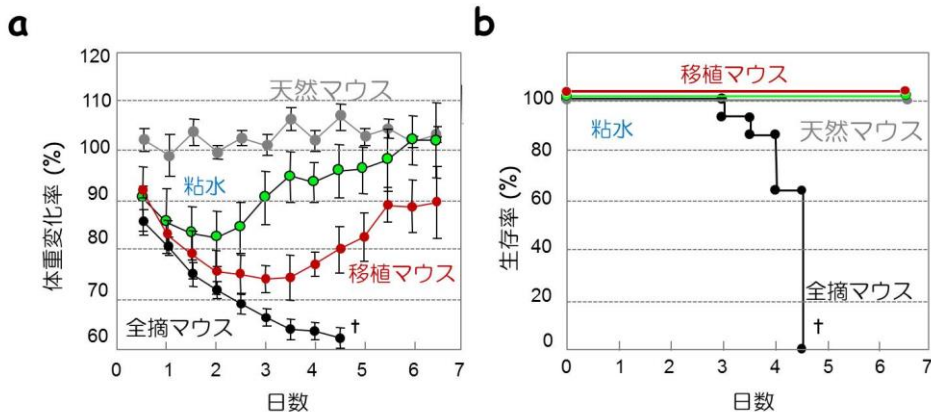 a
120
110
100
90
80
70
60
体重変化率 (%)
天然マウス
粘水
移植マウス
全摘マウス
†
0 1 2 3 4 5 6 7
日数
b
100
80
60
40
20
0
生存率 (%)
移植マウス
粘水
天然マウス
全摘マウス
†
0 1 2 3 4 5 6 7
日数